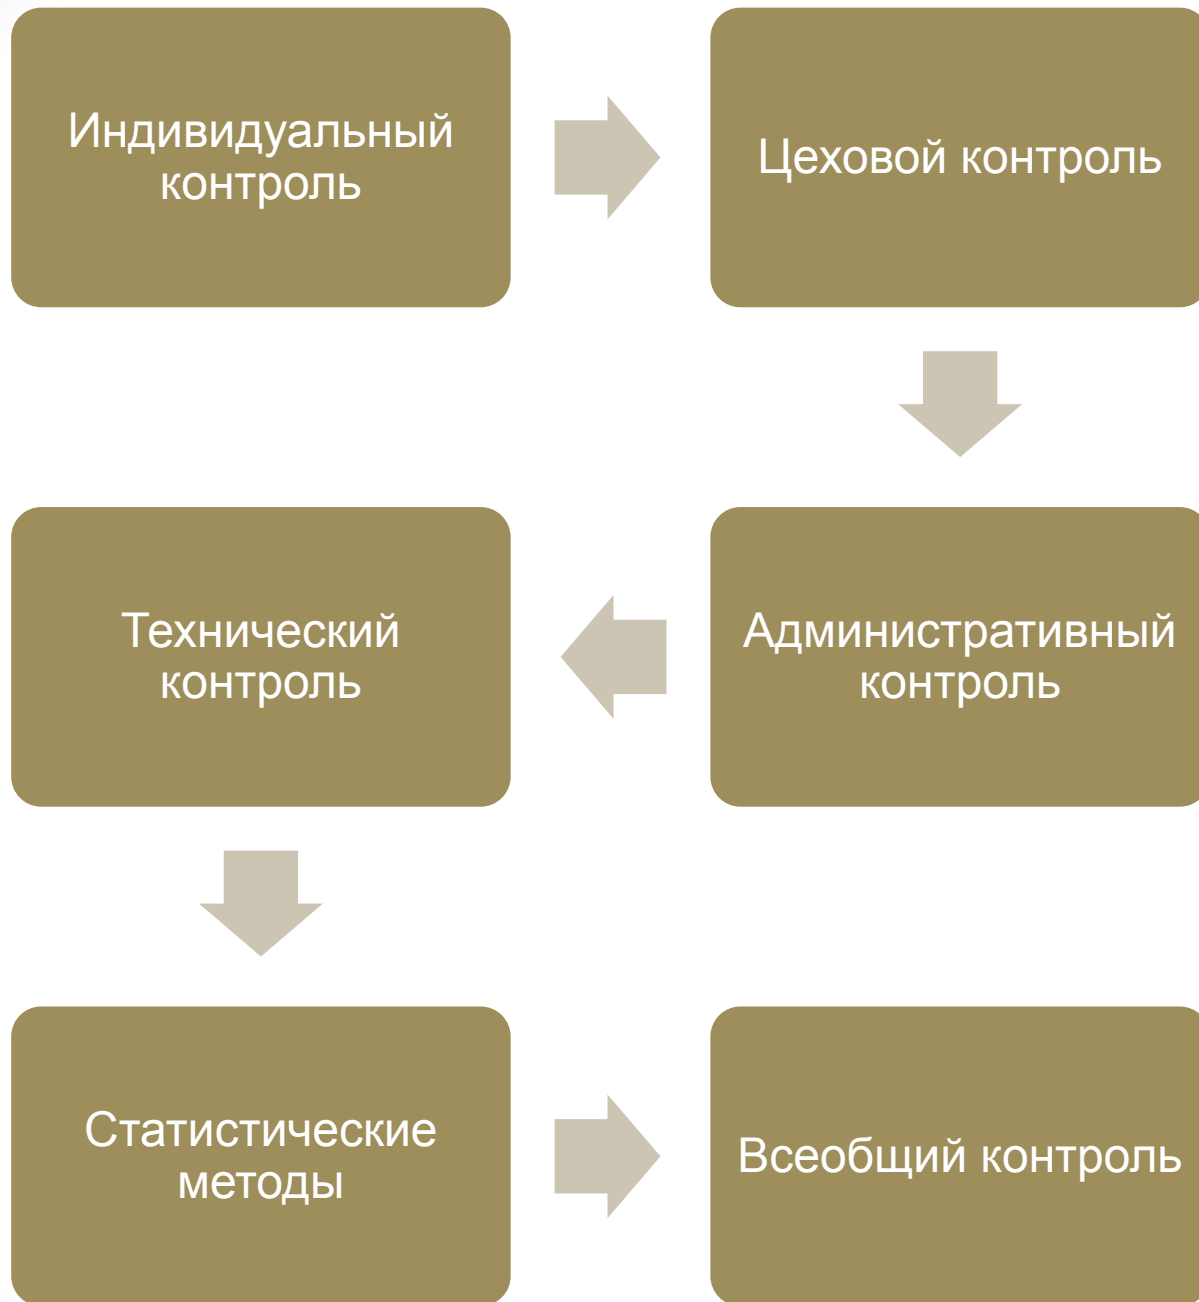 Индивидуальный
контроль
Цеховой контроль
Технический
контроль
Административный
контроль
Статистические
методы
Всеобщий контроль